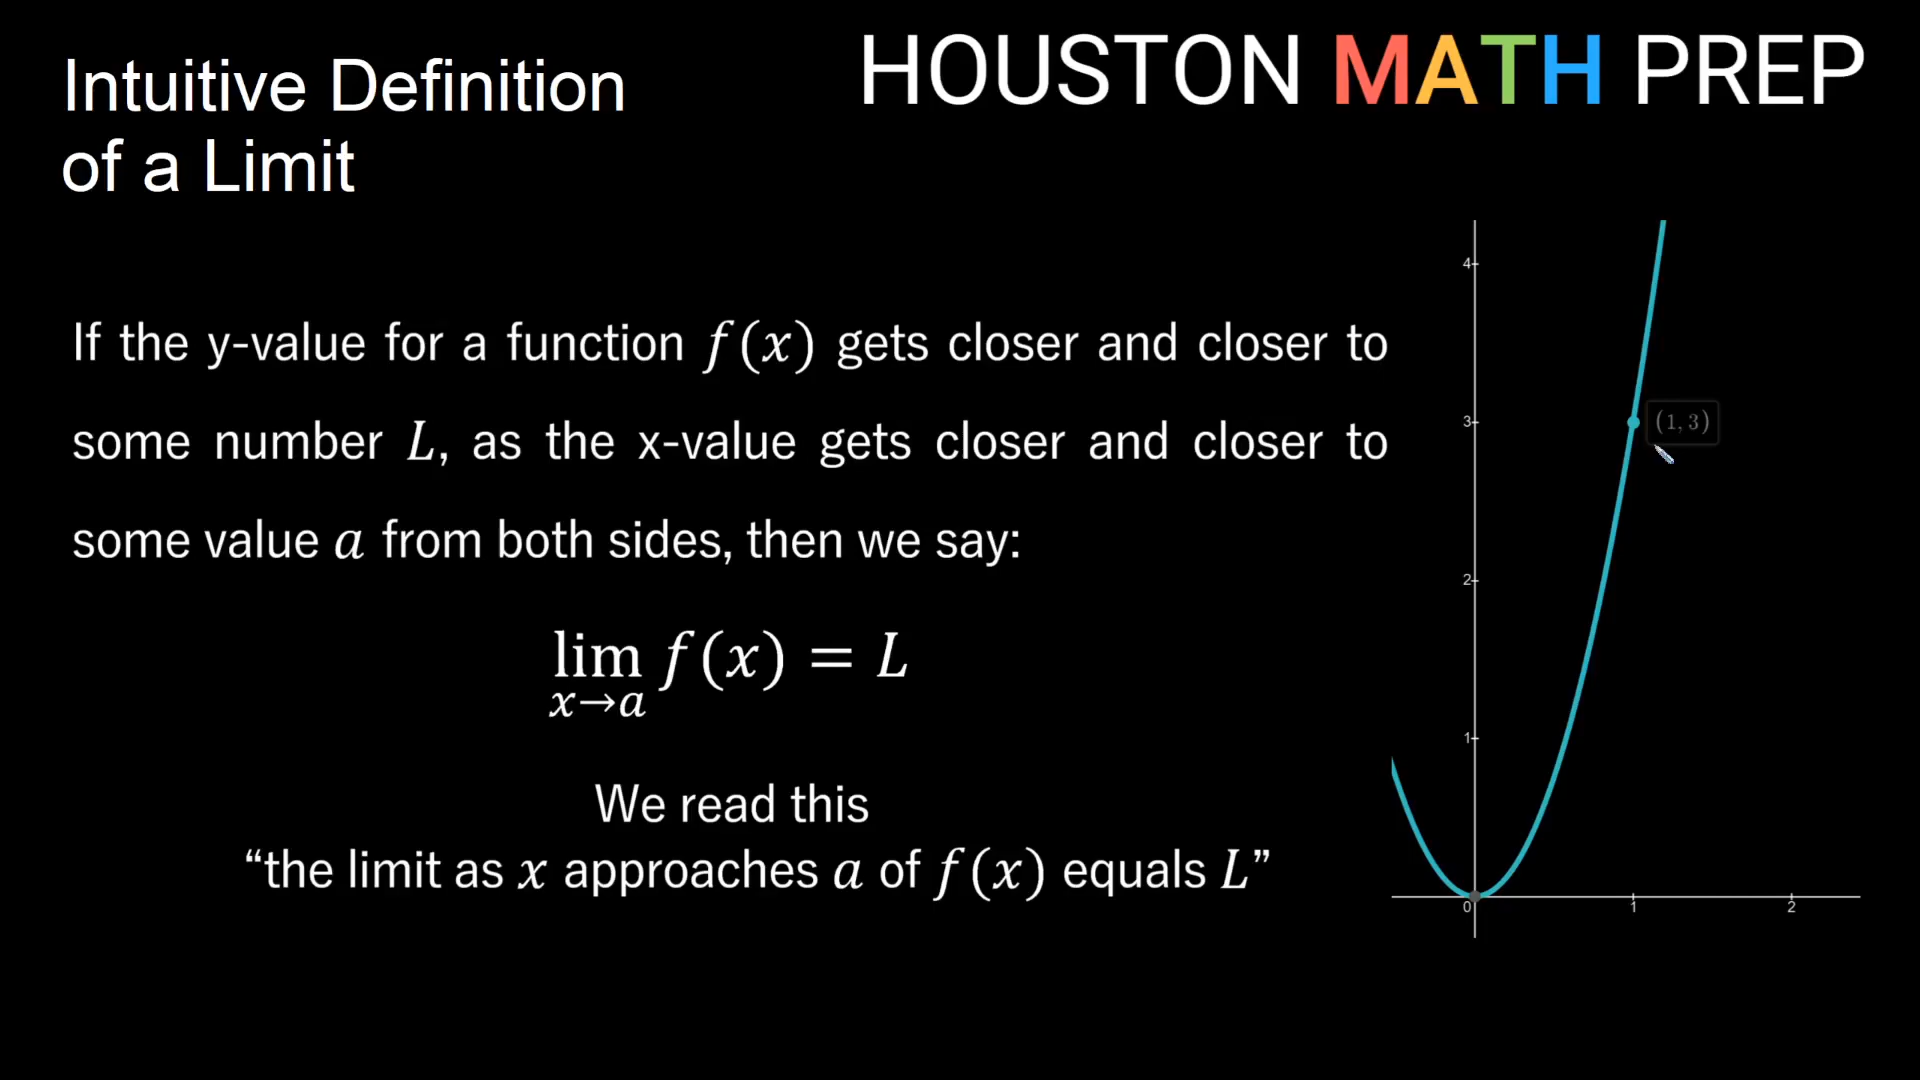 Intuitive Definition
of a Limit
HOUSTON MATH PREP
If the y-value for a function f(x) gets closer and closer to
some number L, as the x-value gets closer and closer to
some value a from both sides, then we say:
lim f(x) = L
x→a
We read this
“the limit as x approaches a of f(x) equals L”
4
3
(1, 3)
2
1
0
1
2